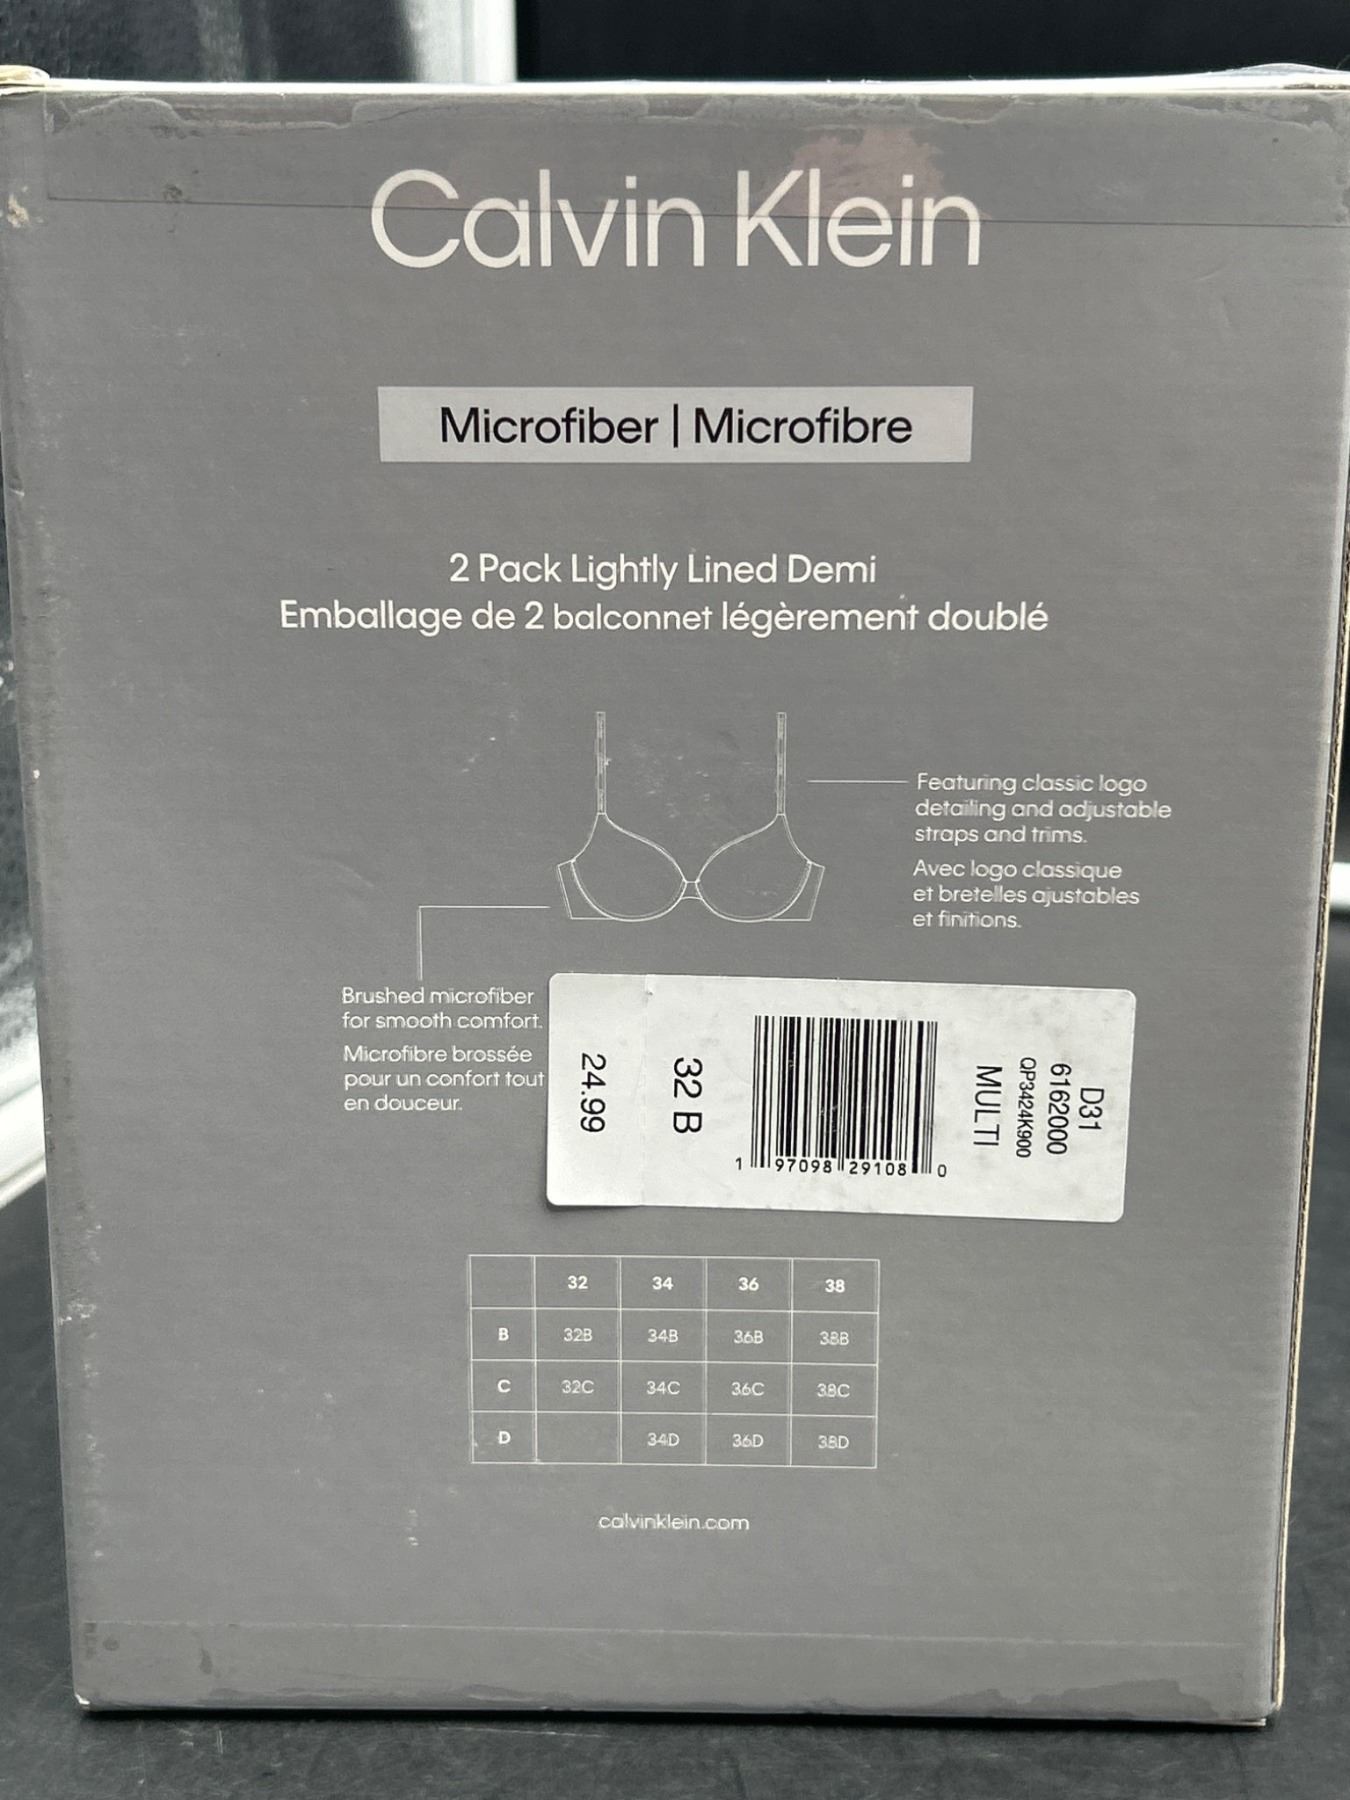 Calvin Klein
Microfiber | Microfibre
2 Pack Lightly Lined Demi
Emballage de 2 balconnet légèrement doublé
Featuring classic logo
detailing and adjustable
straps and trims.
Avec logo classique
et bretelles ajustables
et finitions.
Brushed microfiber
for smooth comfort.
Microfibre brossée
pour un confort tout
en douceur.
D31
6162000
QP3424K900
MULTI
1 97098 29108 0
32 B
24.99
32 34 36 38
B 32B 34B 36B 38B
C 32C 34C 36C 38C
D 34D 36D 38D
calvinklein.com